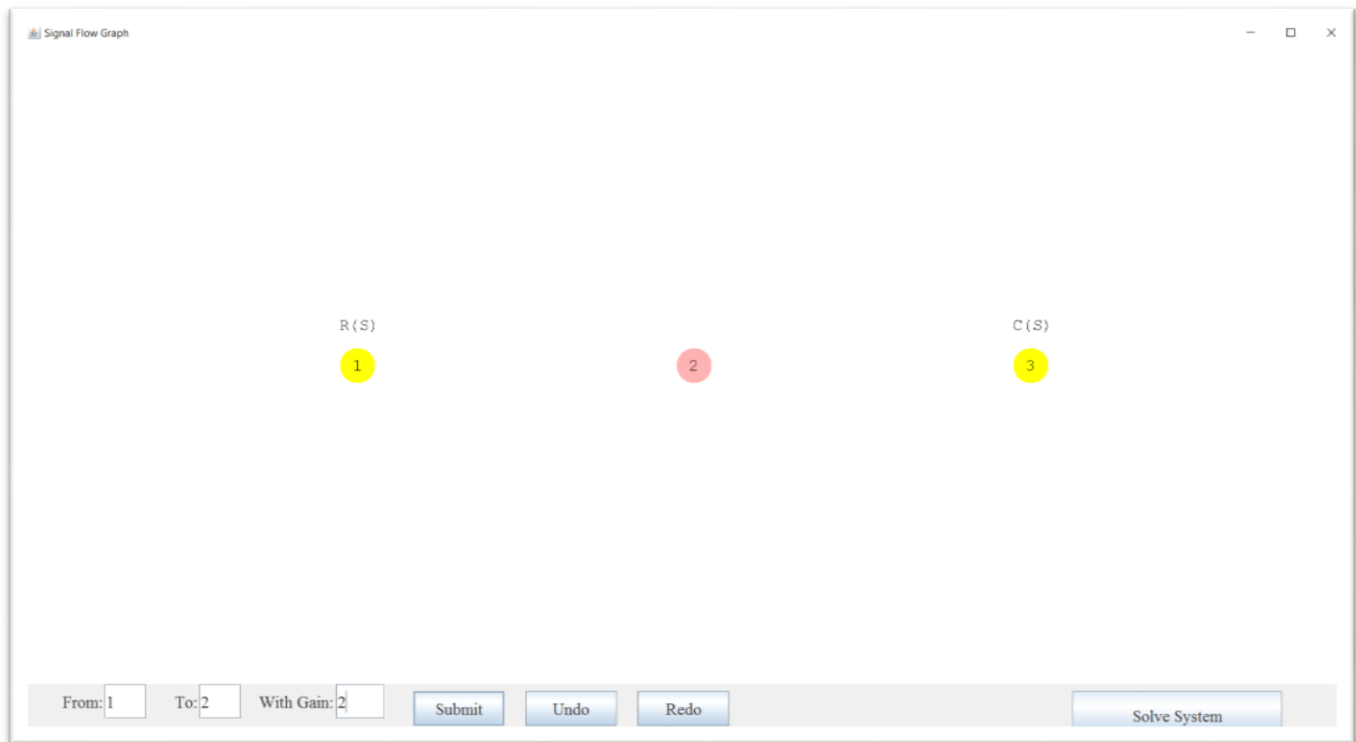 Signal Flow Graph
R(S) C(S)
1 2 3
From: 1 To: 2 With Gain: 2 Submit Undo Redo Solve System